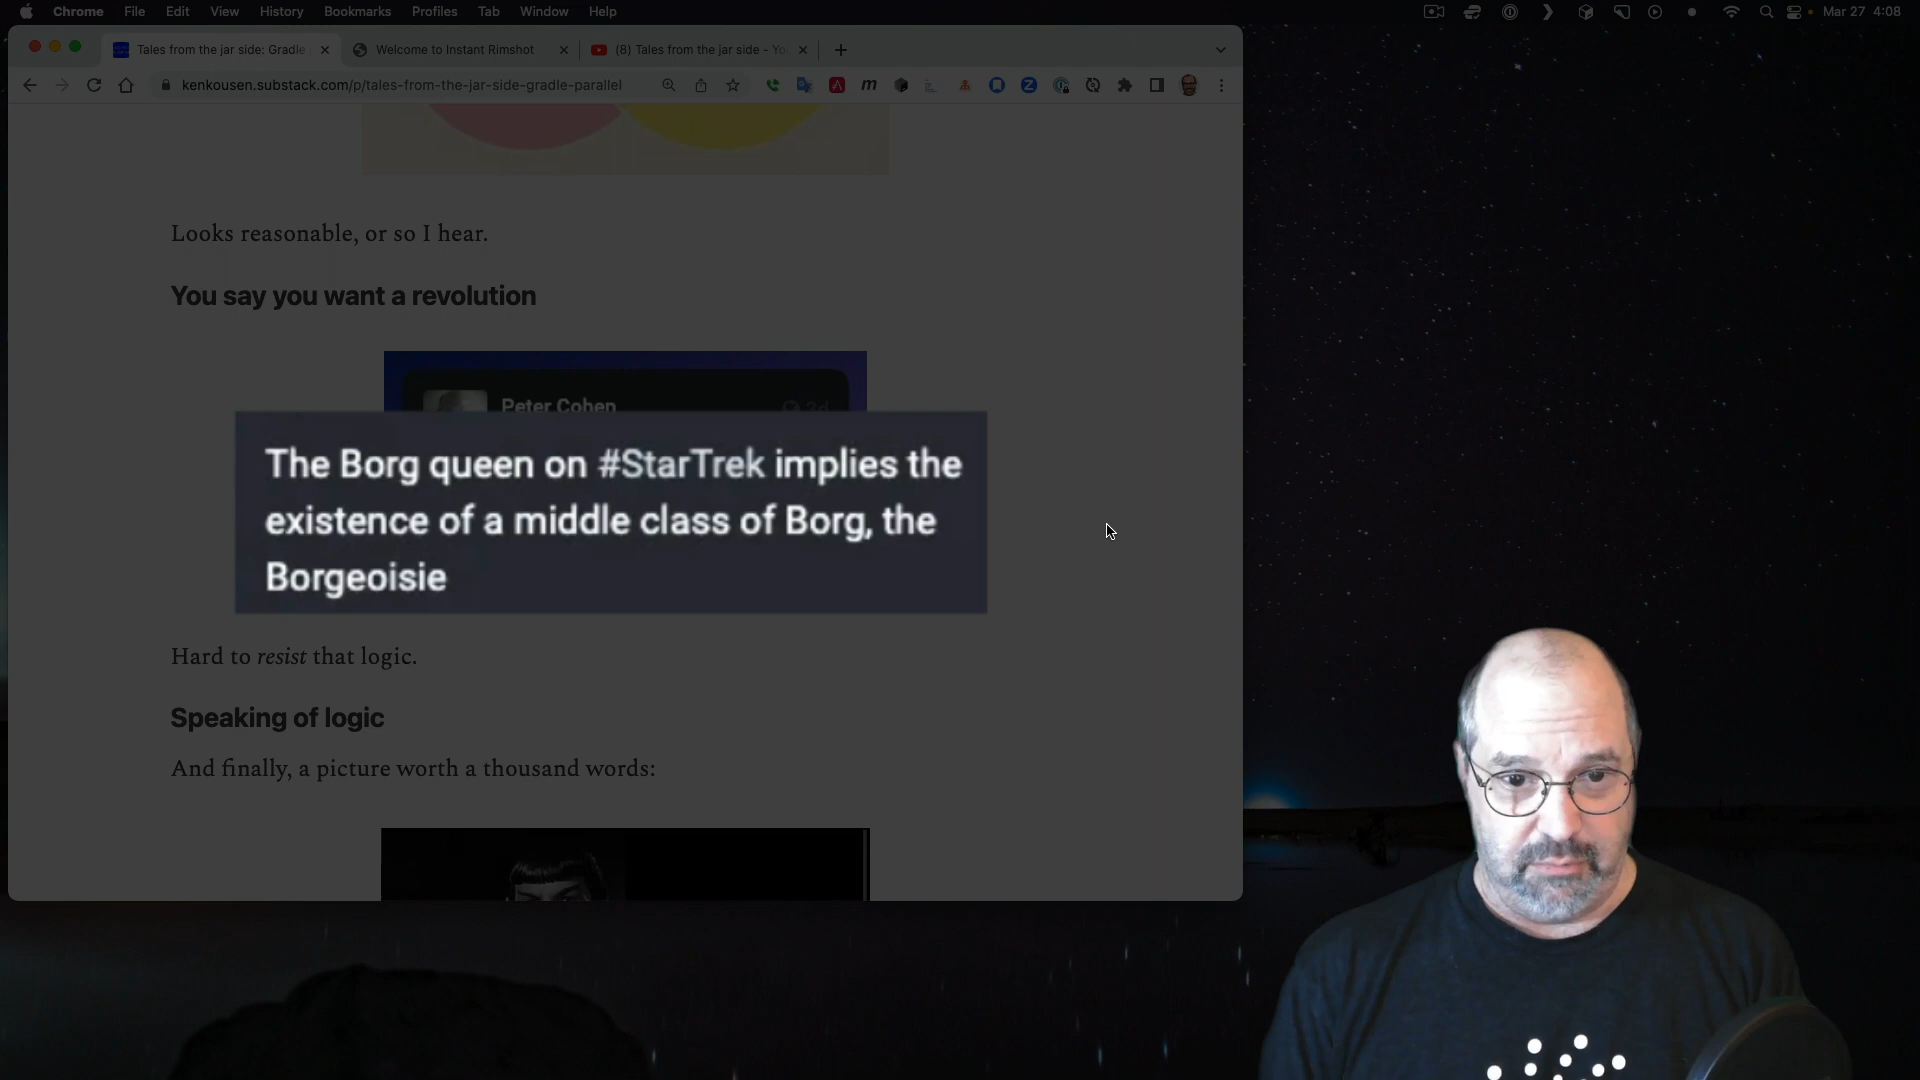 Chrome File Edit View History Bookmarks Profiles Tab Window Help
Mar 27 4:08
Tales from the jar side: Gradle
Welcome to Instant Rimshot
(8) Tales from the jar side - Yo
kenkousen.substack.com/p/tales-from-the-jar-side-gradle-parallel
Looks reasonable, or so I hear.
You say you want a revolution
Peter Cohen
2d
The Borg queen on #StarTrek implies the
existence of a middle class of Borg, the
Borgeoisie
Hard to resist that logic.
Speaking of logic
And finally, a picture worth a thousand words: